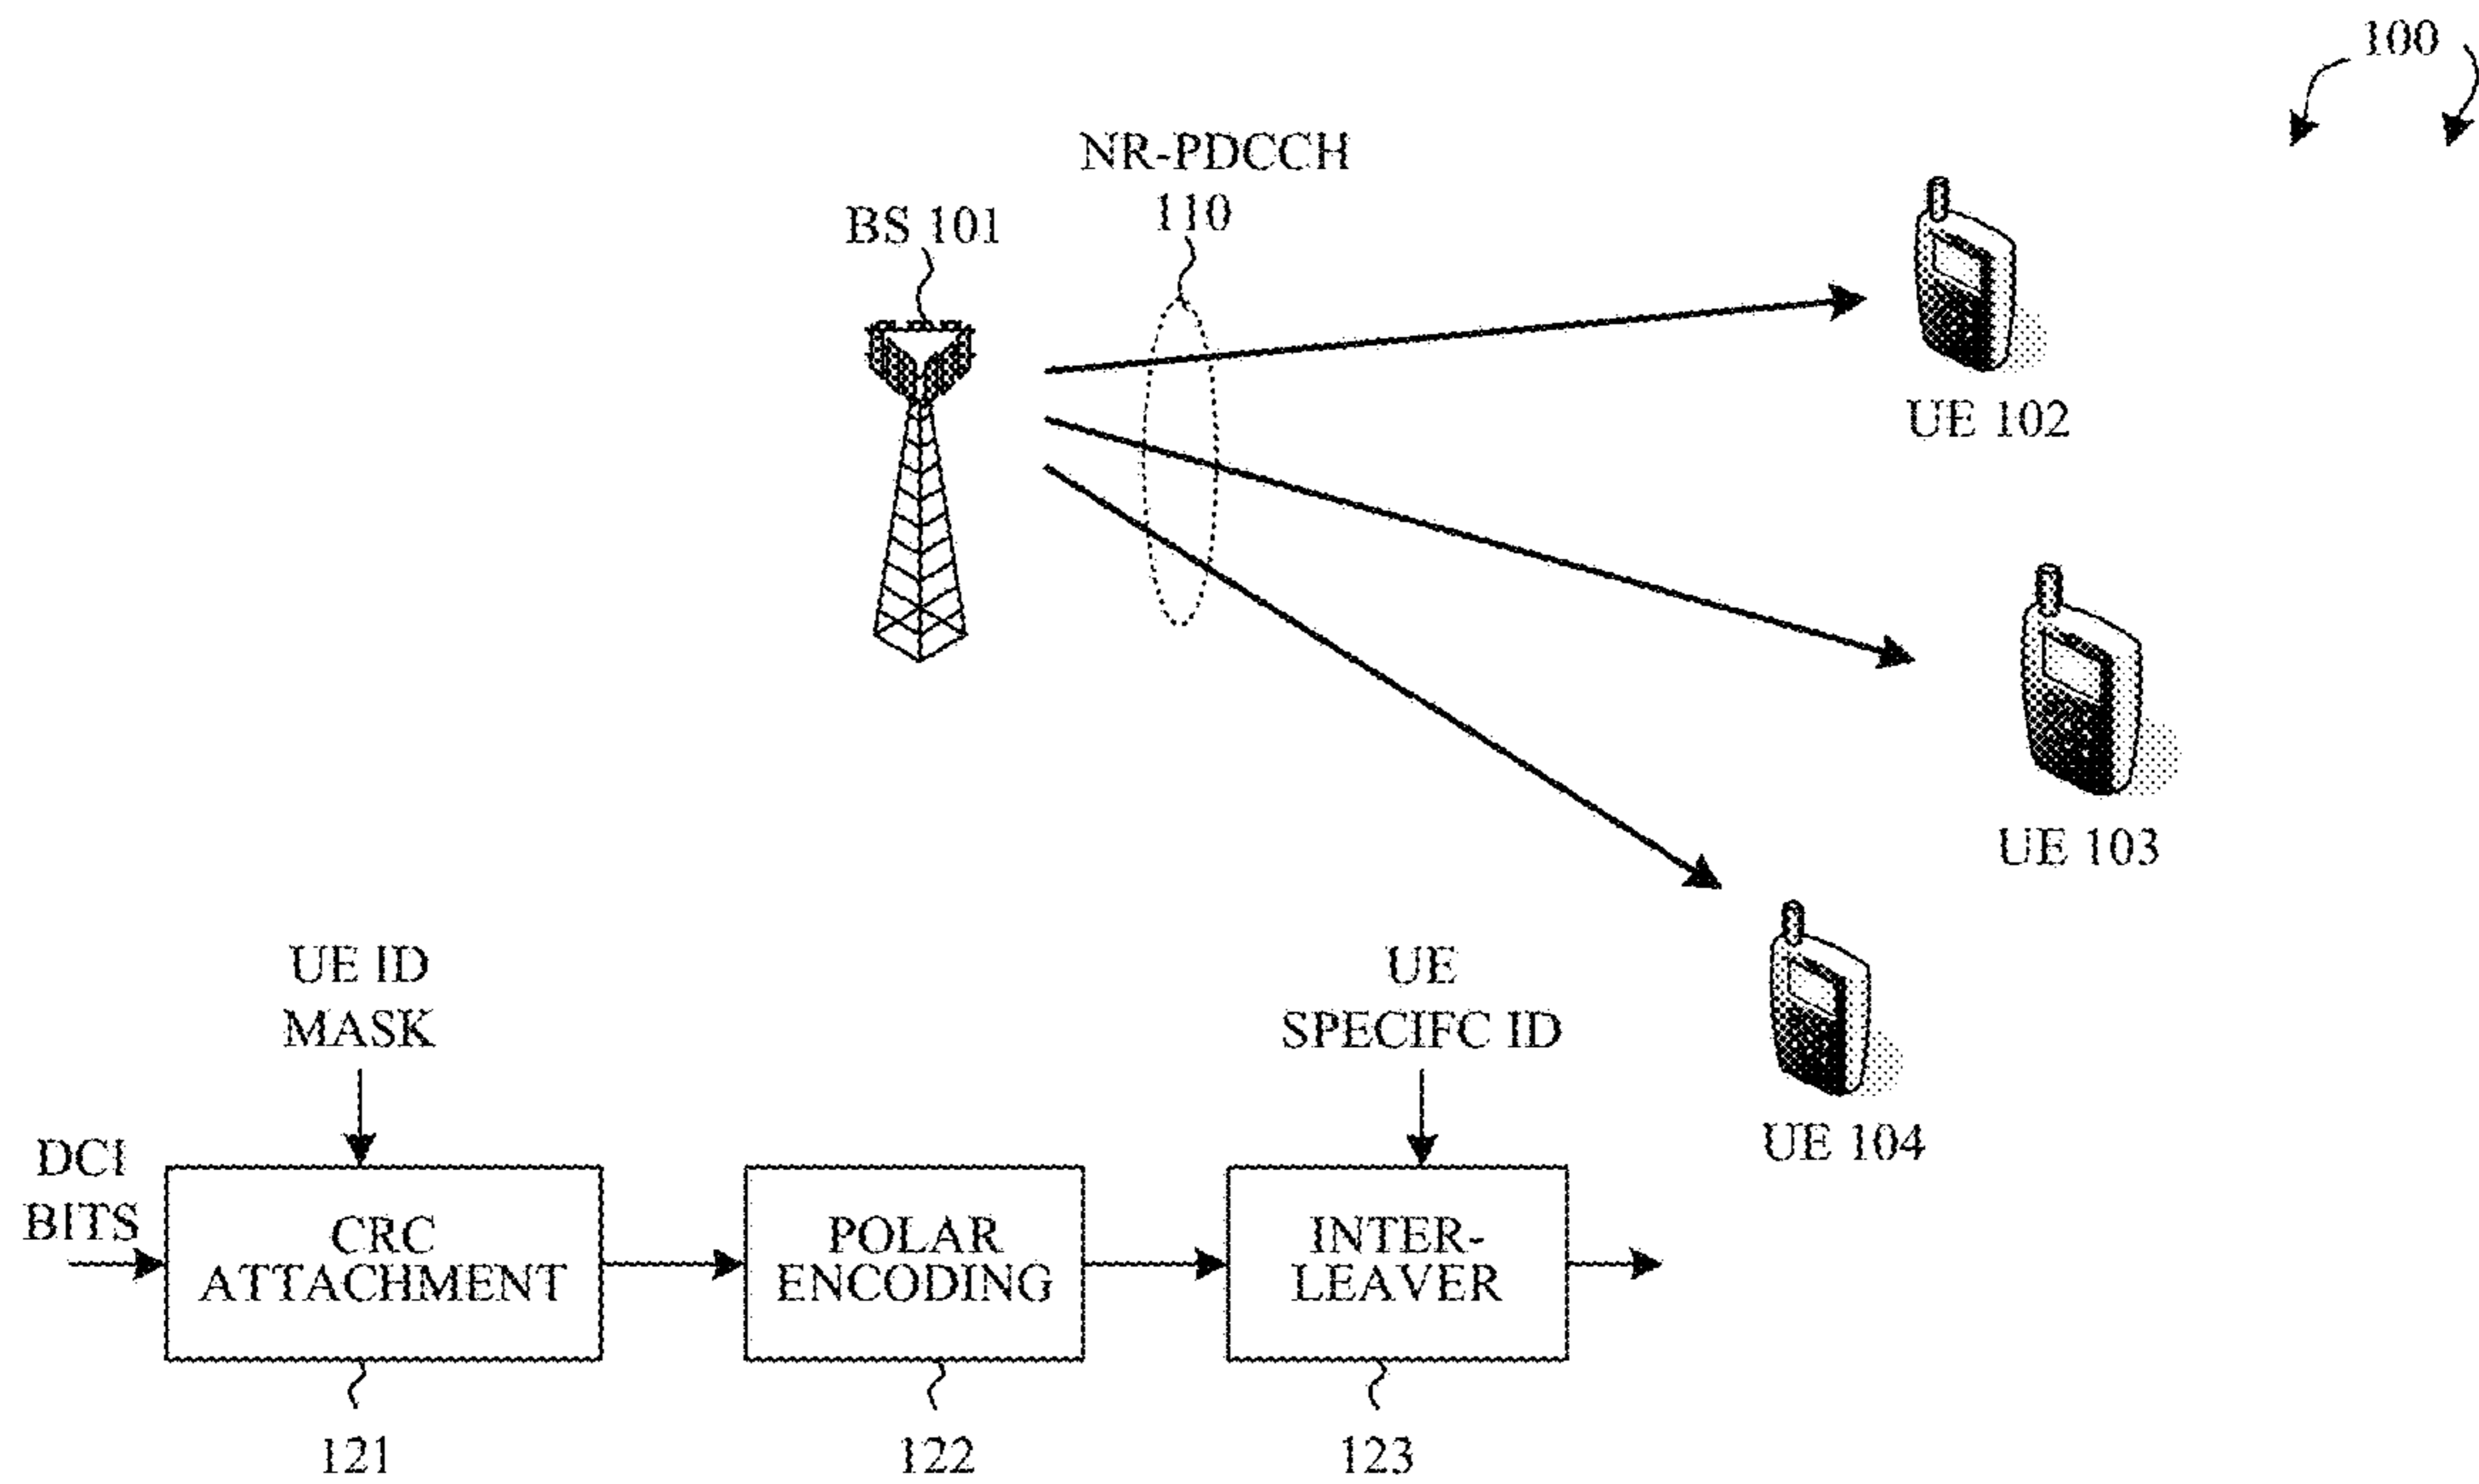 100
NR-PDCCH
110
BS 101
UE 102
UE 103
UE 104
UE ID
MASK
UE
SPECIFC ID
DCI
BITS
CRC
ATTACHMENT
POLAR
ENCODING
INTER-
LEAVER
121
122
123